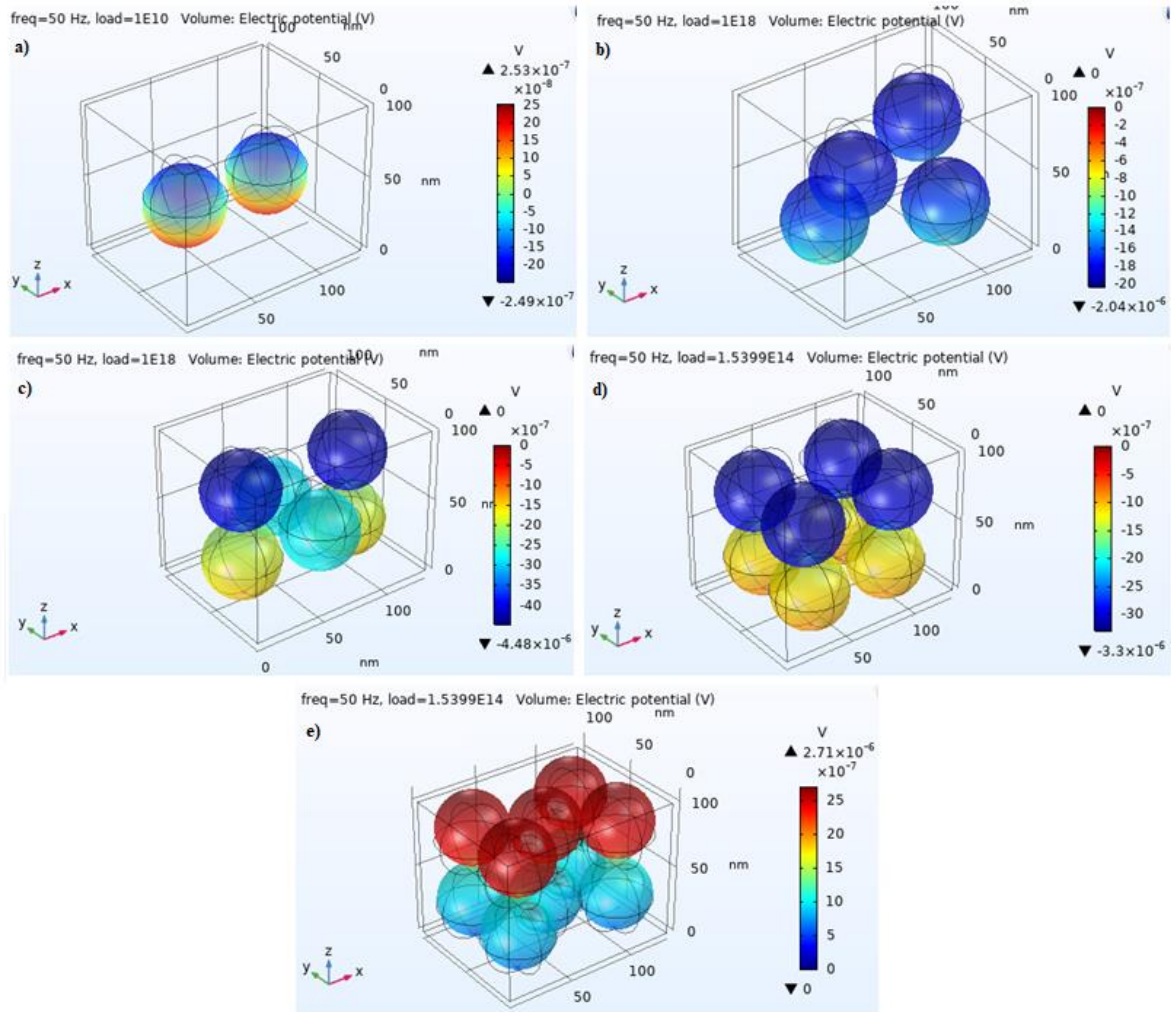 freq=50 Hz, load=1E10   Volume: Electric potential (V)
a)
100
nm
50
0
100
50
nm
0
100
50
z
y
x
V
▲ 2.53×10⁻⁷
×10⁻⁸
25
20
15
10
5
0
-5
-10
-15
-20
▼ -2.49×10⁻⁷
freq=50 Hz, load=1E18   Volume: Electric potential (V)
b)
nm
50
0
100
50
0
100
50
z
y
x
V
▲ 0
×10⁻⁷
0
-2
-4
-6
-8
-10
-12
-14
-16
-18
-20
▼ -2.04×10⁻⁶
freq=50 Hz, load=1E18   Volume: Electric potential (V)
c)
nm
50
0
100
50
0
100
50
0
nm
z
y
x
V
▲ 0
×10⁻⁷
0
-5
-10
-15
-20
-25
-30
-35
-40
▼ -4.48×10⁻⁶
freq=50 Hz, load=1.5399E14   Volume: Electric potential (V)
d)
nm
100
50
0
100
50
nm
0
100
50
z
y
x
V
▲ 0
×10⁻⁷
0
-5
-10
-15
-20
-25
-30
▼ -3.3×10⁻⁶
freq=50 Hz, load=1.5399E14   Volume: Electric potential (V)
e)
nm
100
50
0
100
50
nm
0
100
50
z
y
x
V
▲ 2.71×10⁻⁶
×10⁻⁷
25
20
15
10
5
0
▼ 0